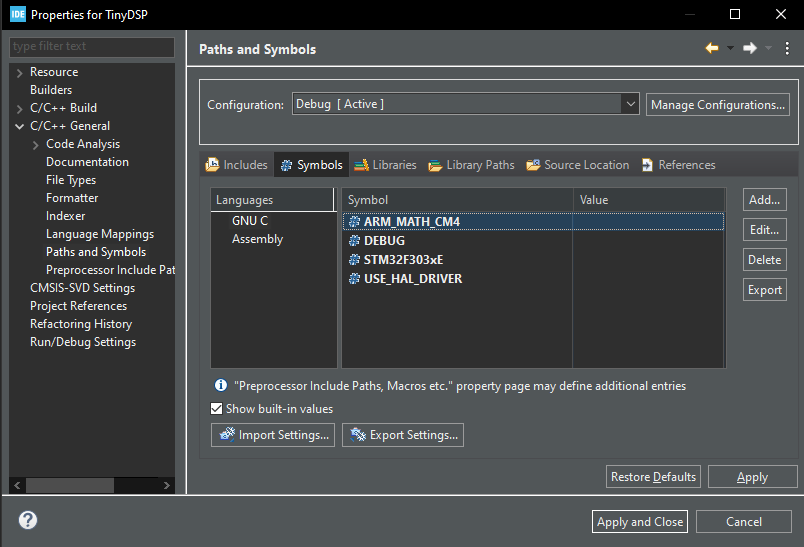 IDE Properties for TinyDSP
type filter text
Resource
Builders
C/C++ Build
C/C++ General
Code Analysis
Documentation
File Types
Formatter
Indexer
Language Mappings
Paths and Symbols
Preprocessor Include Pat
CMSIS-SVD Settings
Project References
Refactoring History
Run/Debug Settings
Paths and Symbols
Configuration: Debug [ Active ] Manage Configurations...
Includes Symbols Libraries Library Paths Source Location References
Languages
GNU C
Assembly
Symbol Value
ARM_MATH_CM4
DEBUG
STM32F303xE
USE_HAL_DRIVER
Add...
Edit...
Delete
Export
"Preprocessor Include Paths, Macros etc." property page may define additional entries
Show built-in values
Import Settings... Export Settings...
Restore Defaults Apply
Apply and Close Cancel